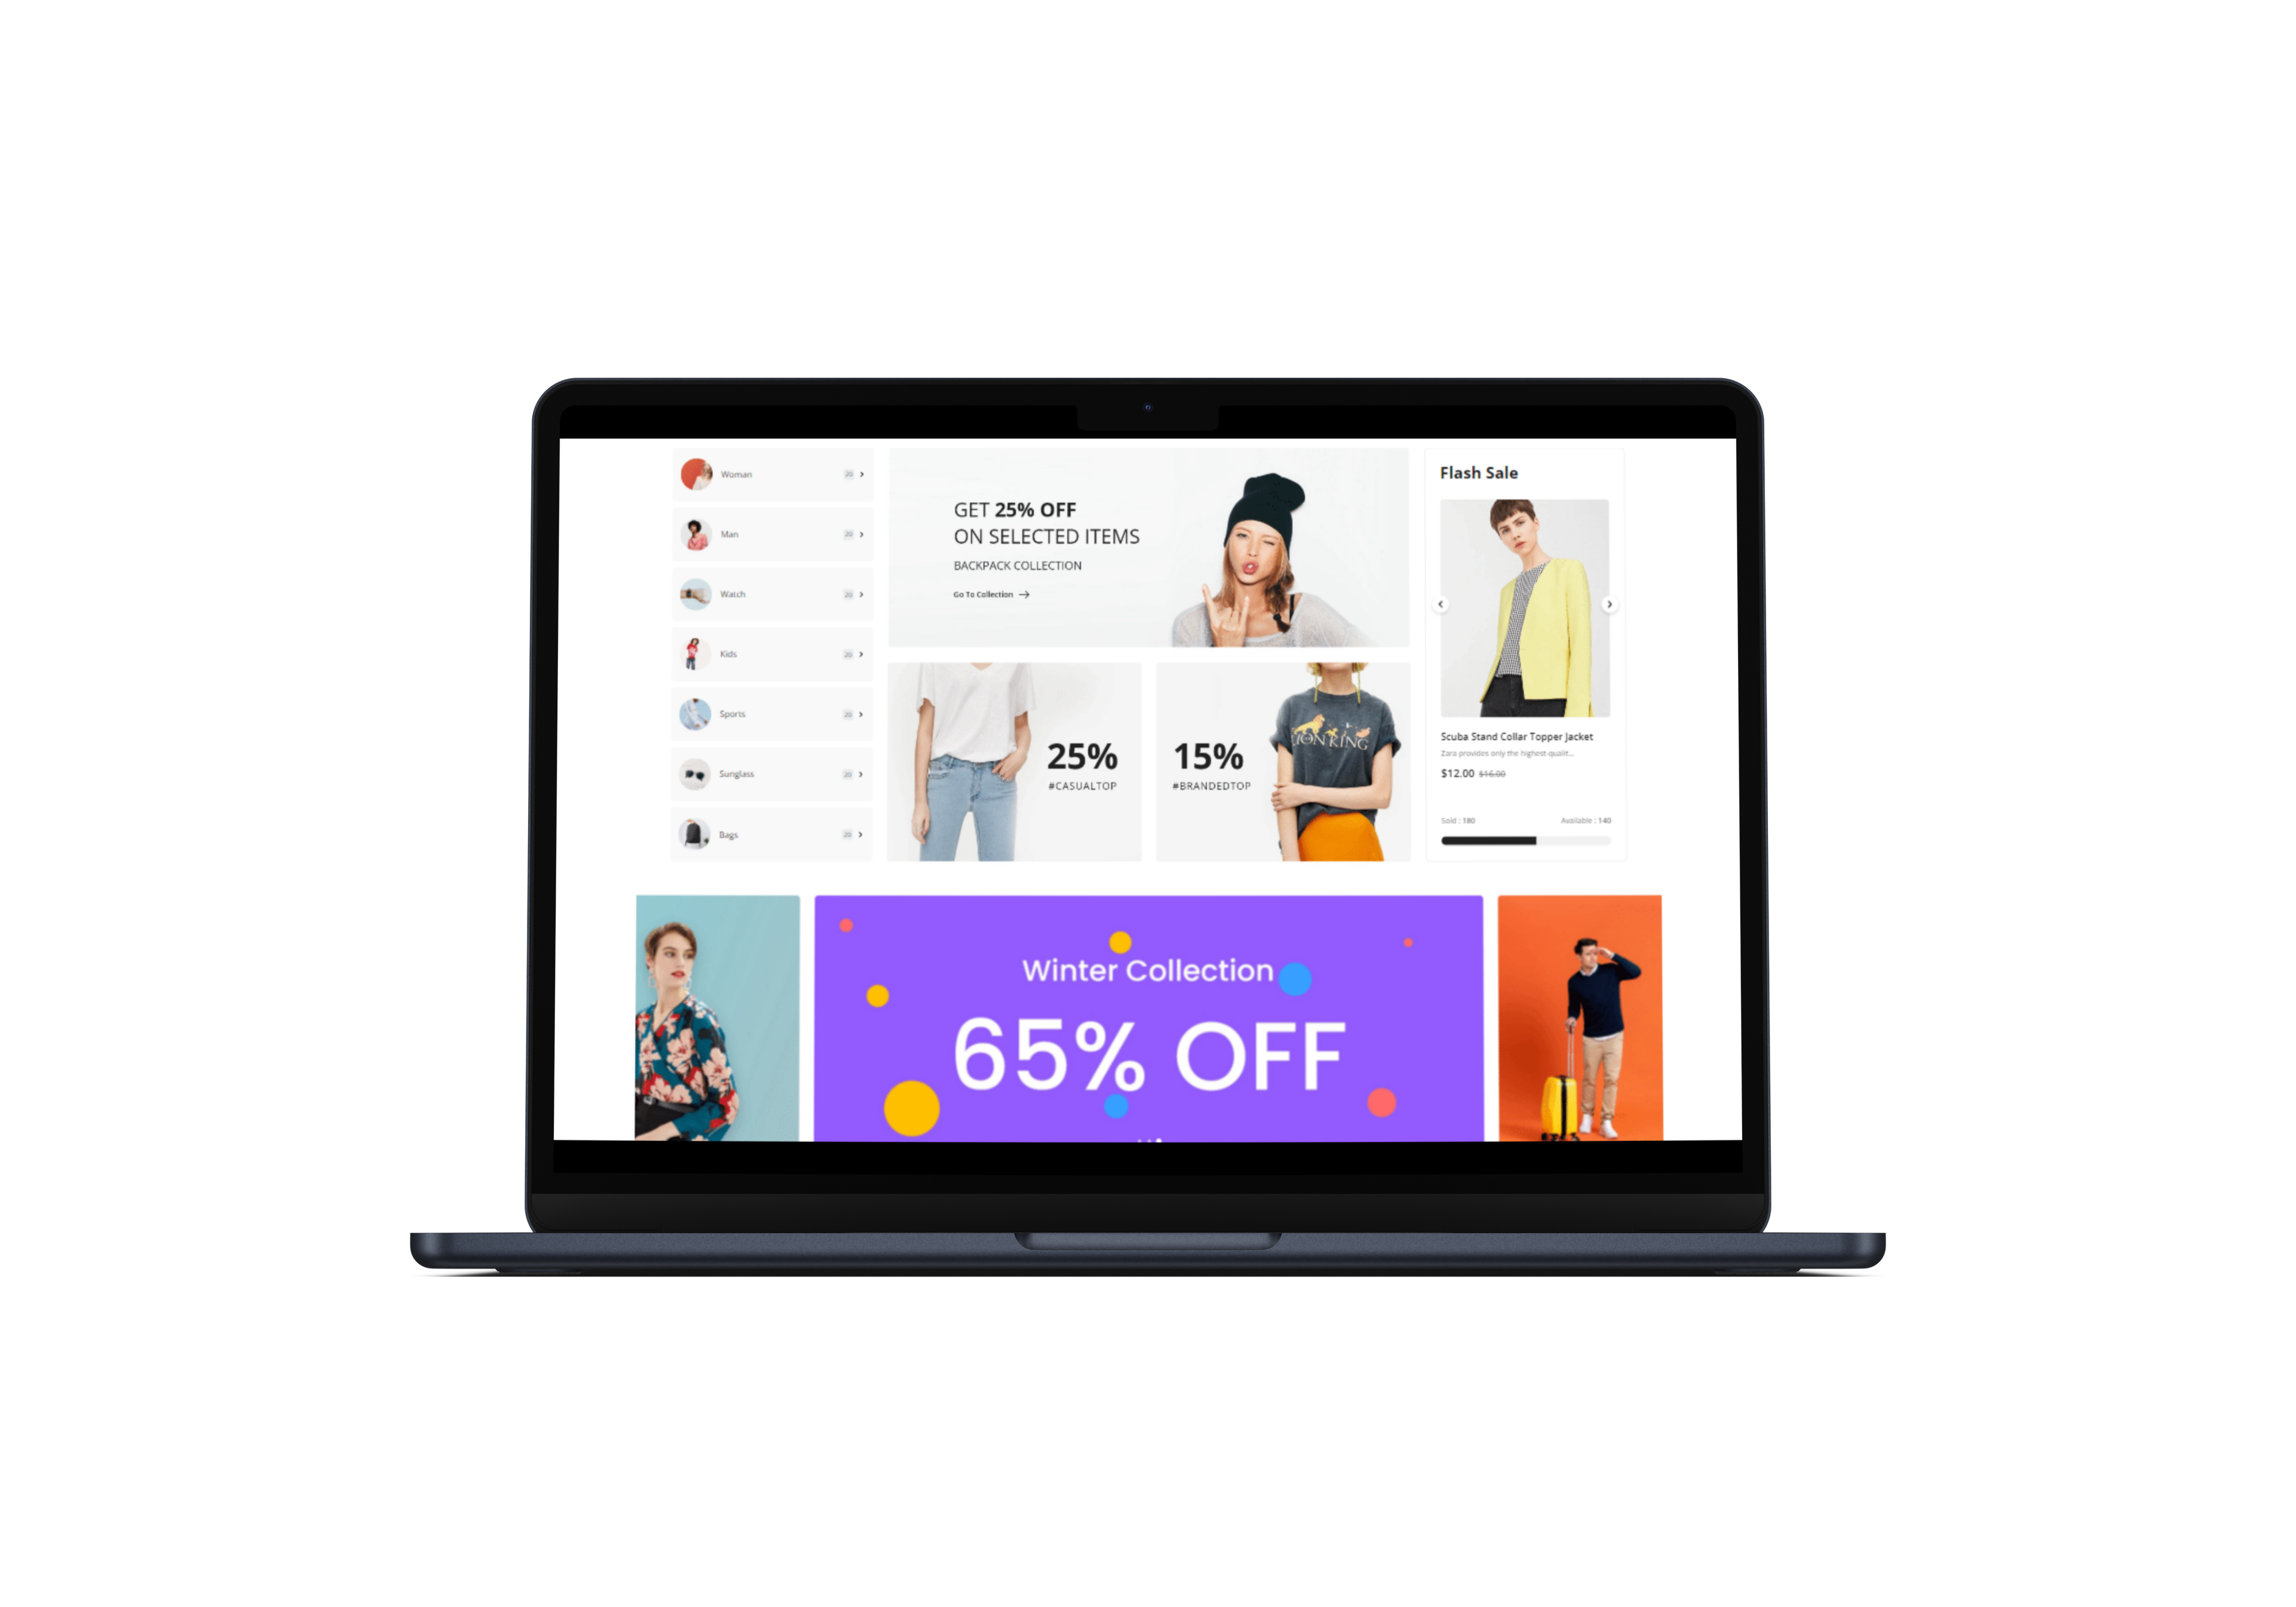 Woman 20
Man 20
Watch 20
Kids 20
Sports 20
Sunglass 20
Bags 20
GET 25% OFF
ON SELECTED ITEMS
BACKPACK COLLECTION
Go To Collection
25%
#CASUALTOP
15%
#BRANDEDTOP
LION KING
Flash Sale
Scuba Stand Collar Topper Jacket
Zara provides only the highest-qualit...
$12.00 $16.00
Sold : 180 Available : 140
Winter Collection
65% OFF